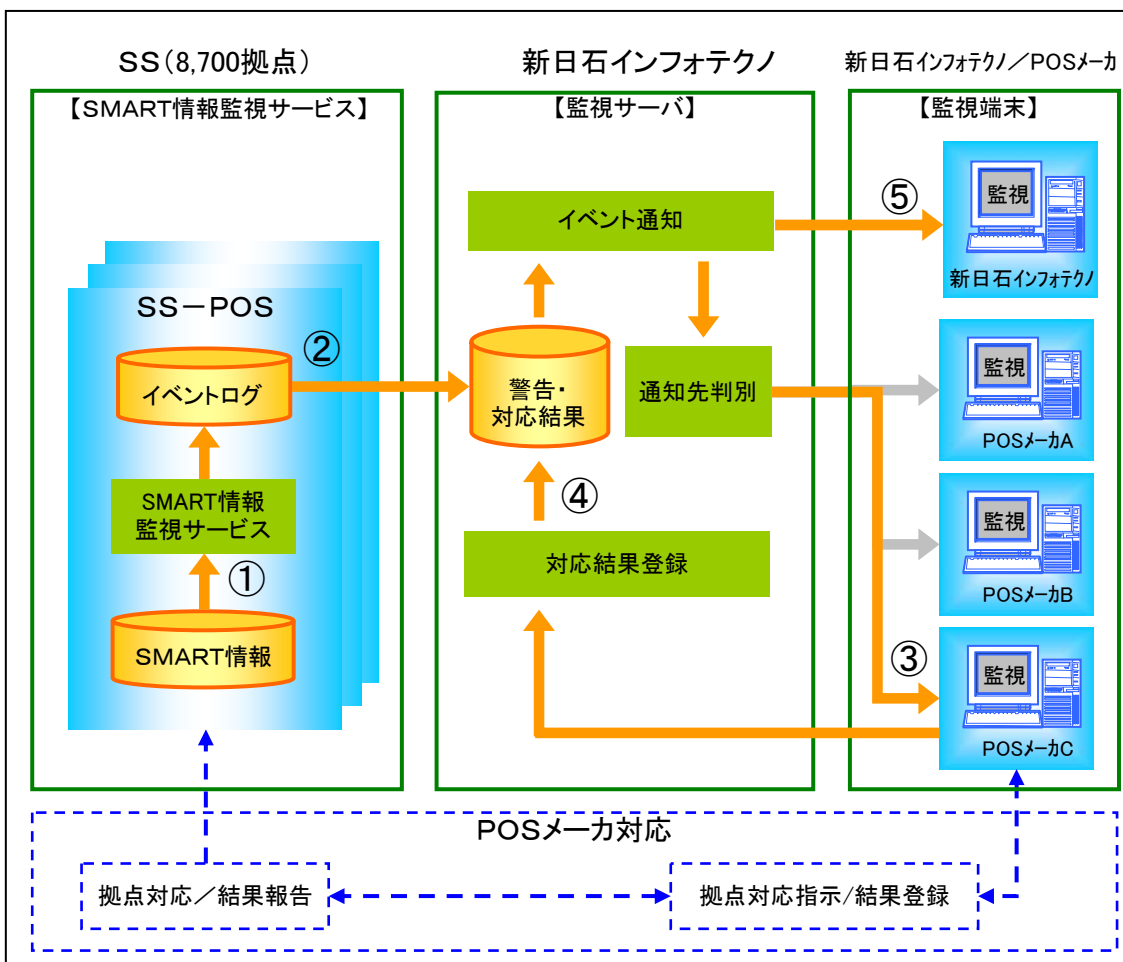 SS(8,700拠点)
新日石インフォテクノ
新日石インフォテクノ／POSメーカ
【SMART情報監視サービス】
【監視サーバ】
【監視端末】
SS－POS
イベントログ
SMART情報
監視サービス
SMART情報
①
②
イベント通知
警告・
対応結果
通知先判別
④
対応結果登録
⑤
監視
新日石インフォテクノ
監視
POSメーカA
監視
POSメーカB
③
監視
POSメーカC
POSメーカ対応
拠点対応／結果報告
拠点対応指示/結果登録